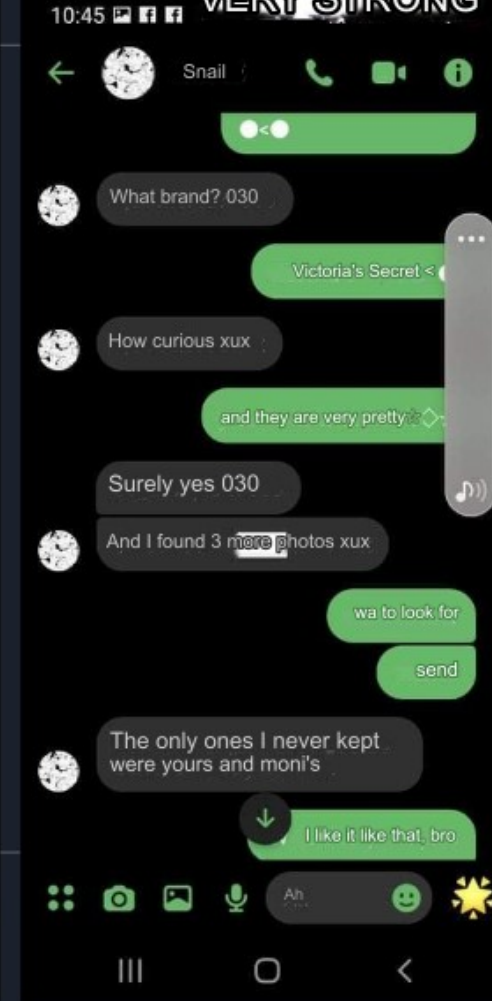 10:45
VERY STRONG
Snail
What brand? 030
Victoria's Secret <
How curious xux
and they are very pretty
Surely yes 030
And I found 3 more photos xux
wa to look for
send
The only ones I never kept
were yours and moni's
I like it like that, bro
Ah